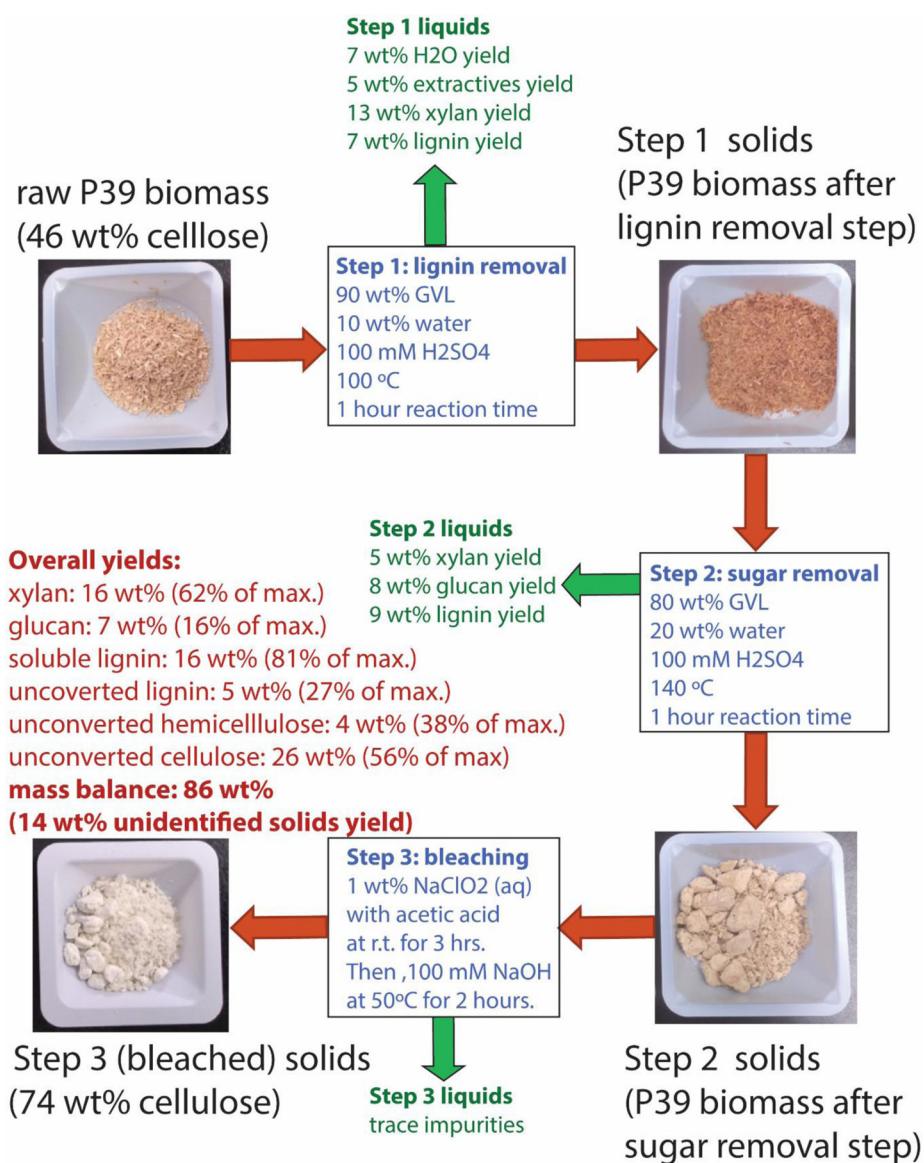 Step 1 liquids
7 wt% H2O yield
5 wt% extractives yield
13 wt% xylan yield
7 wt% lignin yield
raw P39 biomass
(46 wt% celllose)
Step 1: lignin removal
90 wt% GVL
10 wt% water
100 mM H2SO4
100 ºC
1 hour reaction time
Step 1 solids
(P39 biomass after
lignin removal step)
Step 2 liquids
5 wt% xylan yield
8 wt% glucan yield
9 wt% lignin yield
Step 2: sugar removal
80 wt% GVL
20 wt% water
100 mM H2SO4
140 ºC
1 hour reaction time
Overall yields:
xylan: 16 wt% (62% of max.)
glucan: 7 wt% (16% of max.)
soluble lignin: 16 wt% (81% of max.)
uncoverted lignin: 5 wt% (27% of max.)
unconverted hemicelllulose: 4 wt% (38% of max.)
unconverted cellulose: 26 wt% (56% of max)
mass balance: 86 wt%
(14 wt% unidentified solids yield)
Step 3: bleaching
1 wt% NaClO2 (aq)
with acetic acid
at r.t. for 3 hrs.
Then ,100 mM NaOH
at 50ºC for 2 hours.
Step 3 (bleached) solids
(74 wt% cellulose)
Step 3 liquids
trace impurities
Step 2 solids
(P39 biomass after
sugar removal step)